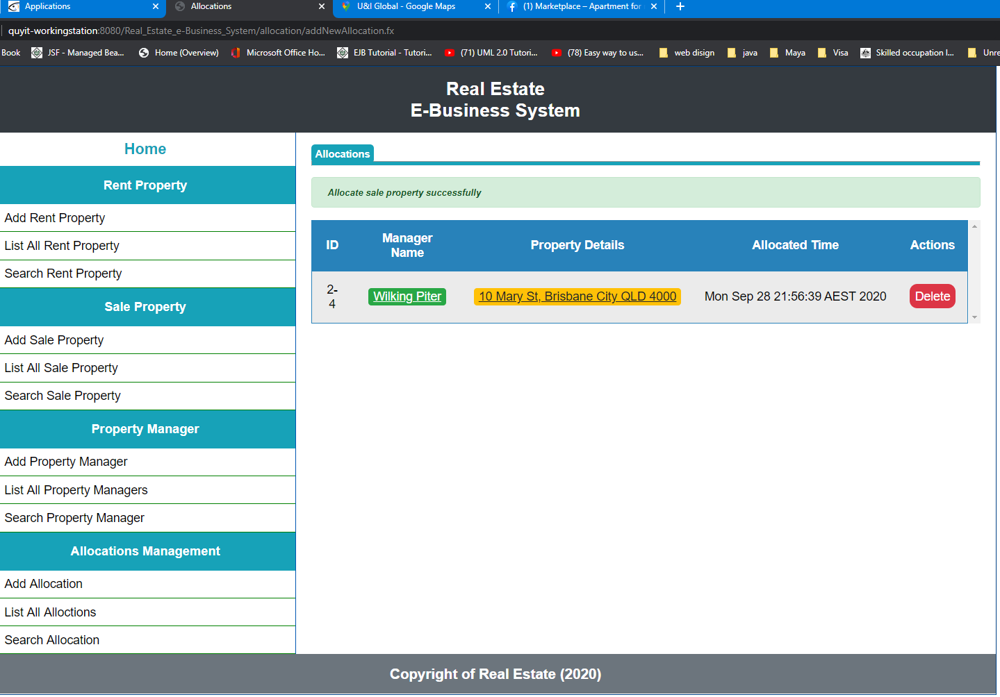 Applications
Allocations
U&I Global - Google Maps
(1) Marketplace – Apartment for
quyit-workingstation:8080/Real_Estate_e-Business_System/allocation/addNewAllocation.fx
Book
JSF - Managed Bea...
Home (Overview)
Microsoft Office Ho...
EJB Tutorial - Tutori...
(71) UML 2.0 Tutori...
(78) Easy way to us...
web disign
java
Maya
Visa
Skilled occupation l...
Unre
Real Estate
E-Business System
Home
Rent Property
Add Rent Property
List All Rent Property
Search Rent Property
Sale Property
Add Sale Property
List All Sale Property
Search Sale Property
Property Manager
Add Property Manager
List All Property Managers
Search Property Manager
Allocations Management
Add Allocation
List All Alloctions
Search Allocation
Allocations
Allocate sale property successfully
ID
Manager
Name
Property Details
Allocated Time
Actions
2-
4
Wilking Piter
10 Mary St, Brisbane City QLD 4000
Mon Sep 28 21:56:39 AEST 2020
Delete
Copyright of Real Estate (2020)